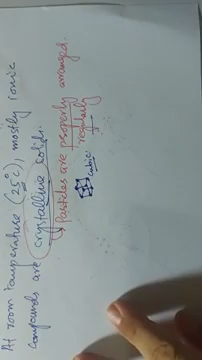 At room temperature (25°c), mostly ionic
compounds are crystalline solids.
Particles are properly arranged.
regularly
cubic